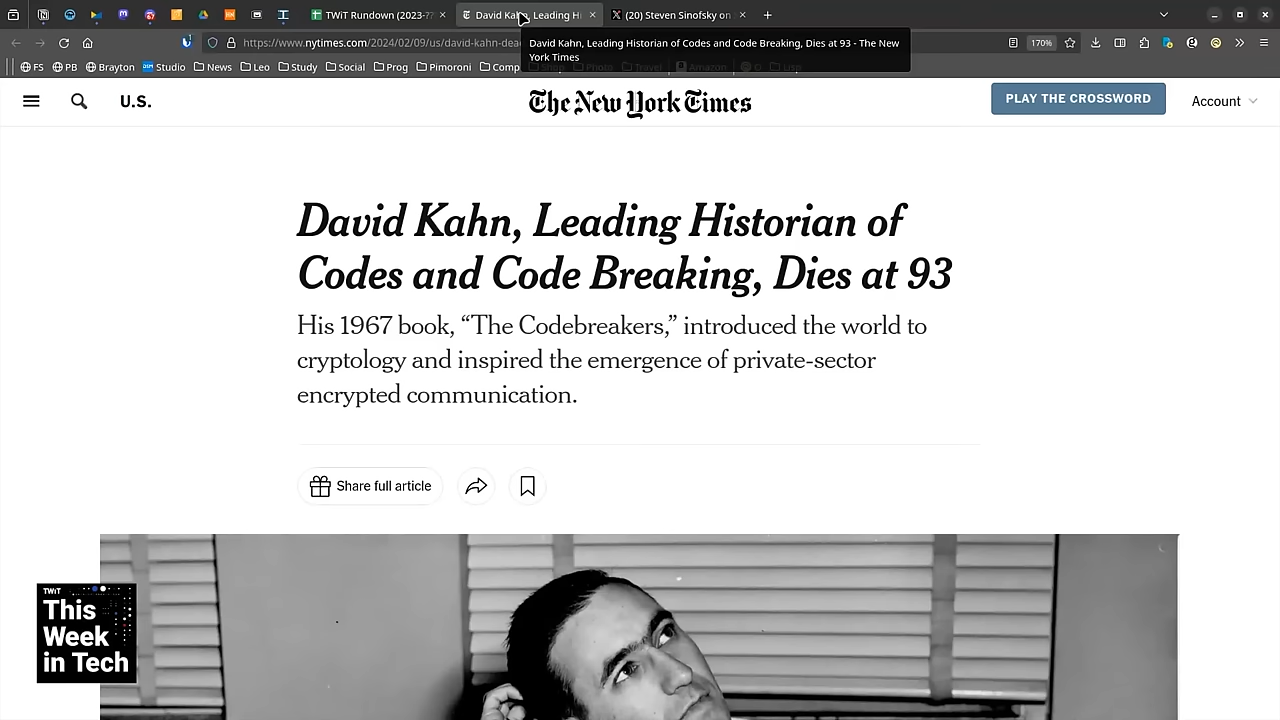 TWiT Rundown (2023-??
David Kahn, Leading Hi
(20) Steven Sinofsky on
https://www.nytimes.com/2024/02/09/us/david-kahn-dea
David Kahn, Leading Historian of Codes and Code Breaking, Dies at 93 - The New
York Times
170%
FS PB Brayton Studio News Leo Study Social Prog Pimoroni Comp Shop Photo Travel Amazon Lisp
U.S.
The New York Times
PLAY THE CROSSWORD
Account
David Kahn, Leading Historian of
Codes and Code Breaking, Dies at 93
His 1967 book, “The Codebreakers,” introduced the world to
cryptology and inspired the emergence of private-sector
encrypted communication.
Share full article
TWiT
This
Week
in Tech